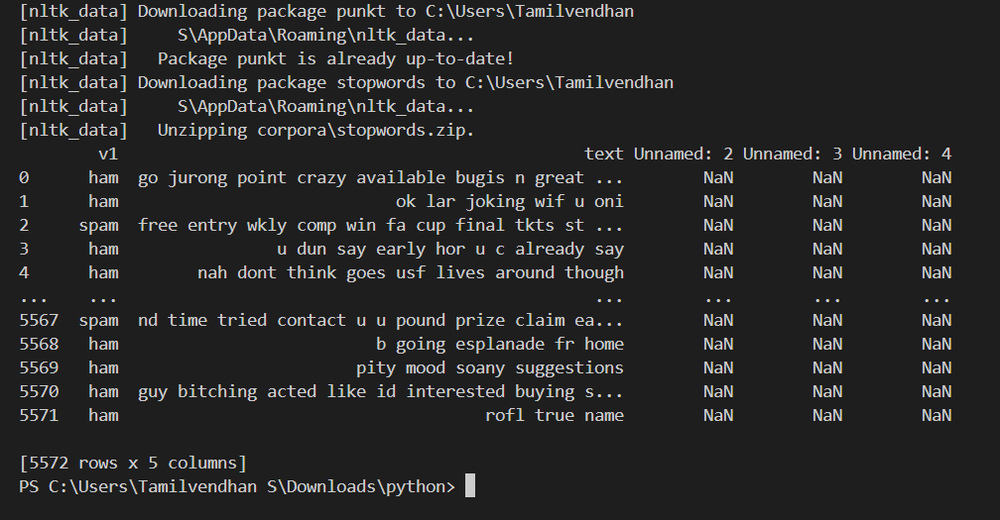 [nltk_data] Downloading package punkt to C:\Users\Tamilvendhan
[nltk_data]     S\AppData\Roaming\nltk_data...
[nltk_data]   Package punkt is already up-to-date!
[nltk_data] Downloading package stopwords to C:\Users\Tamilvendhan
[nltk_data]     S\AppData\Roaming\nltk_data...
[nltk_data]   Unzipping corpora\stopwords.zip.
        v1                                               text Unnamed: 2 Unnamed: 3 Unnamed: 4
0      ham  go jurong point crazy available bugis n great ...        NaN        NaN        NaN
1      ham                            ok lar joking wif u oni        NaN        NaN        NaN
2     spam  free entry wkly comp win fa cup final tkts st ...        NaN        NaN        NaN
3      ham                u dun say early hor u c already say        NaN        NaN        NaN
4      ham        nah dont think goes usf lives around though        NaN        NaN        NaN
...    ...                                                ...        ...        ...        ...
5567  spam  nd time tried contact u u pound prize claim ea...        NaN        NaN        NaN
5568   ham                          b going esplanade fr home        NaN        NaN        NaN
5569   ham                        pity mood soany suggestions        NaN        NaN        NaN
5570   ham  guy bitching acted like id interested buying s...        NaN        NaN        NaN
5571   ham                                     rofl true name        NaN        NaN        NaN
[5572 rows x 5 columns]
PS C:\Users\Tamilvendhan S\Downloads\python>